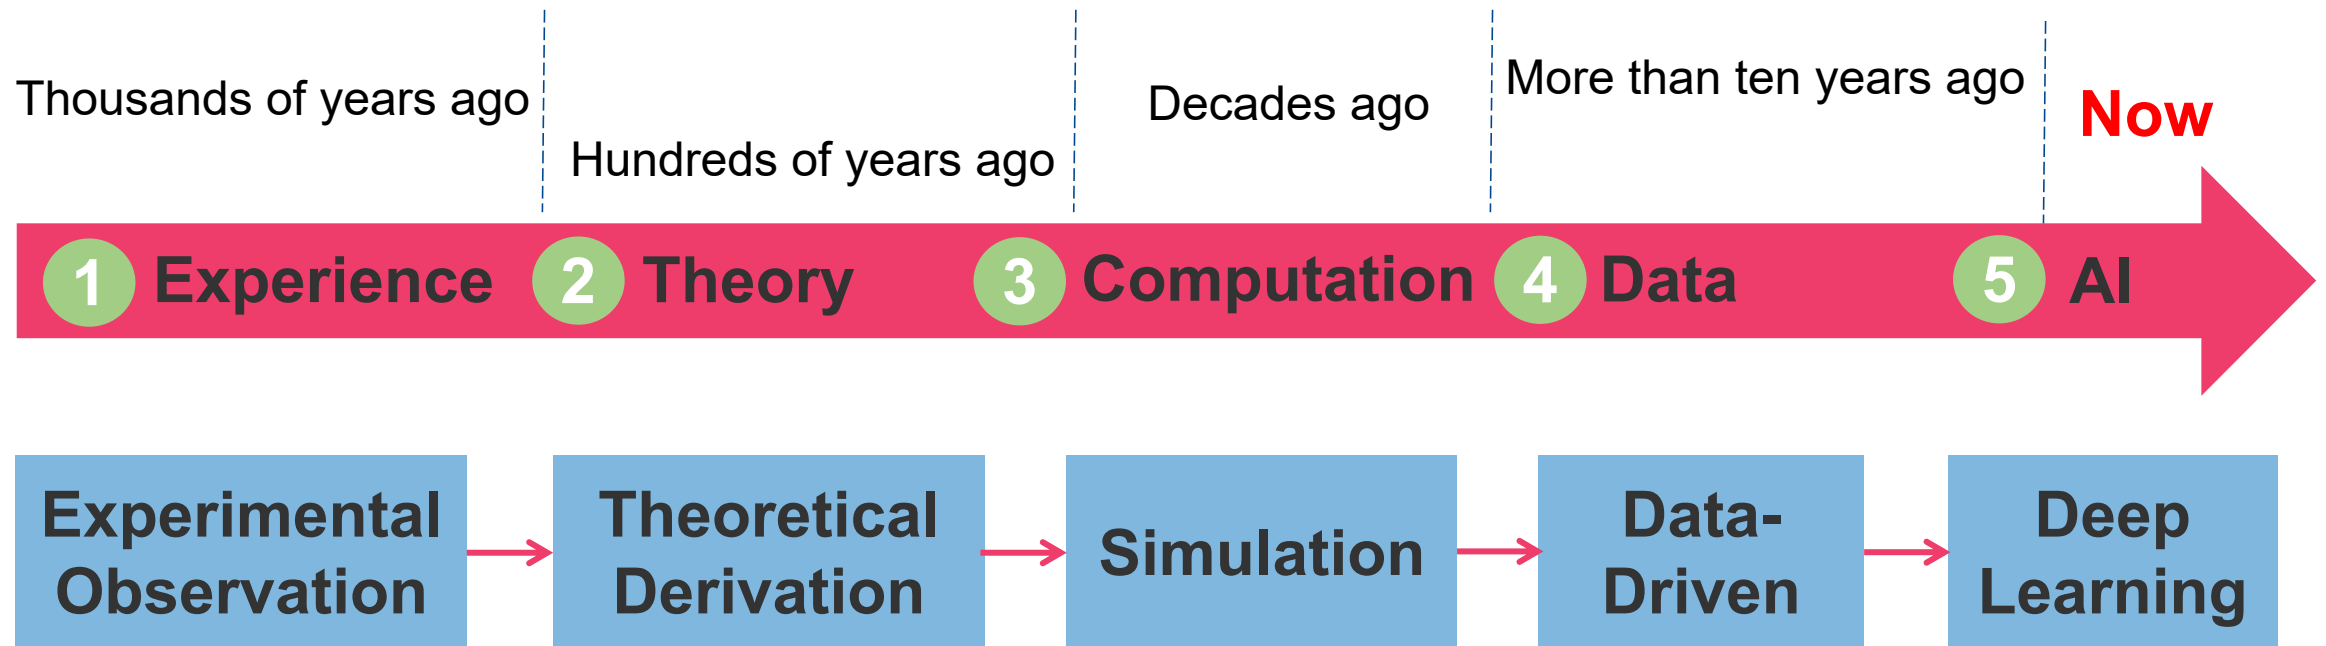 Thousands of years ago
Hundreds of years ago
Decades ago
More than ten years ago
Now
1 Experience 2 Theory 3 Computation 4 Data 5 AI
Experimental
Observation
Theoretical
Derivation
Simulation
Data-
Driven
Deep
Learning